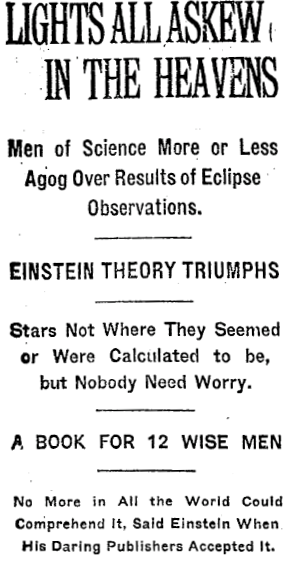 LIGHTS ALL ASKEW
IN THE HEAVENS
Men of Science More or Less
Agog Over Results of Eclipse
Observations.
EINSTEIN THEORY TRIUMPHS
Stars Not Where They Seemed
or Were Calculated to be,
but Nobody Need Worry.
A BOOK FOR 12 WISE MEN
No More in All the World Could
Comprehend It, Said Einstein When
His Daring Publishers Accepted It.